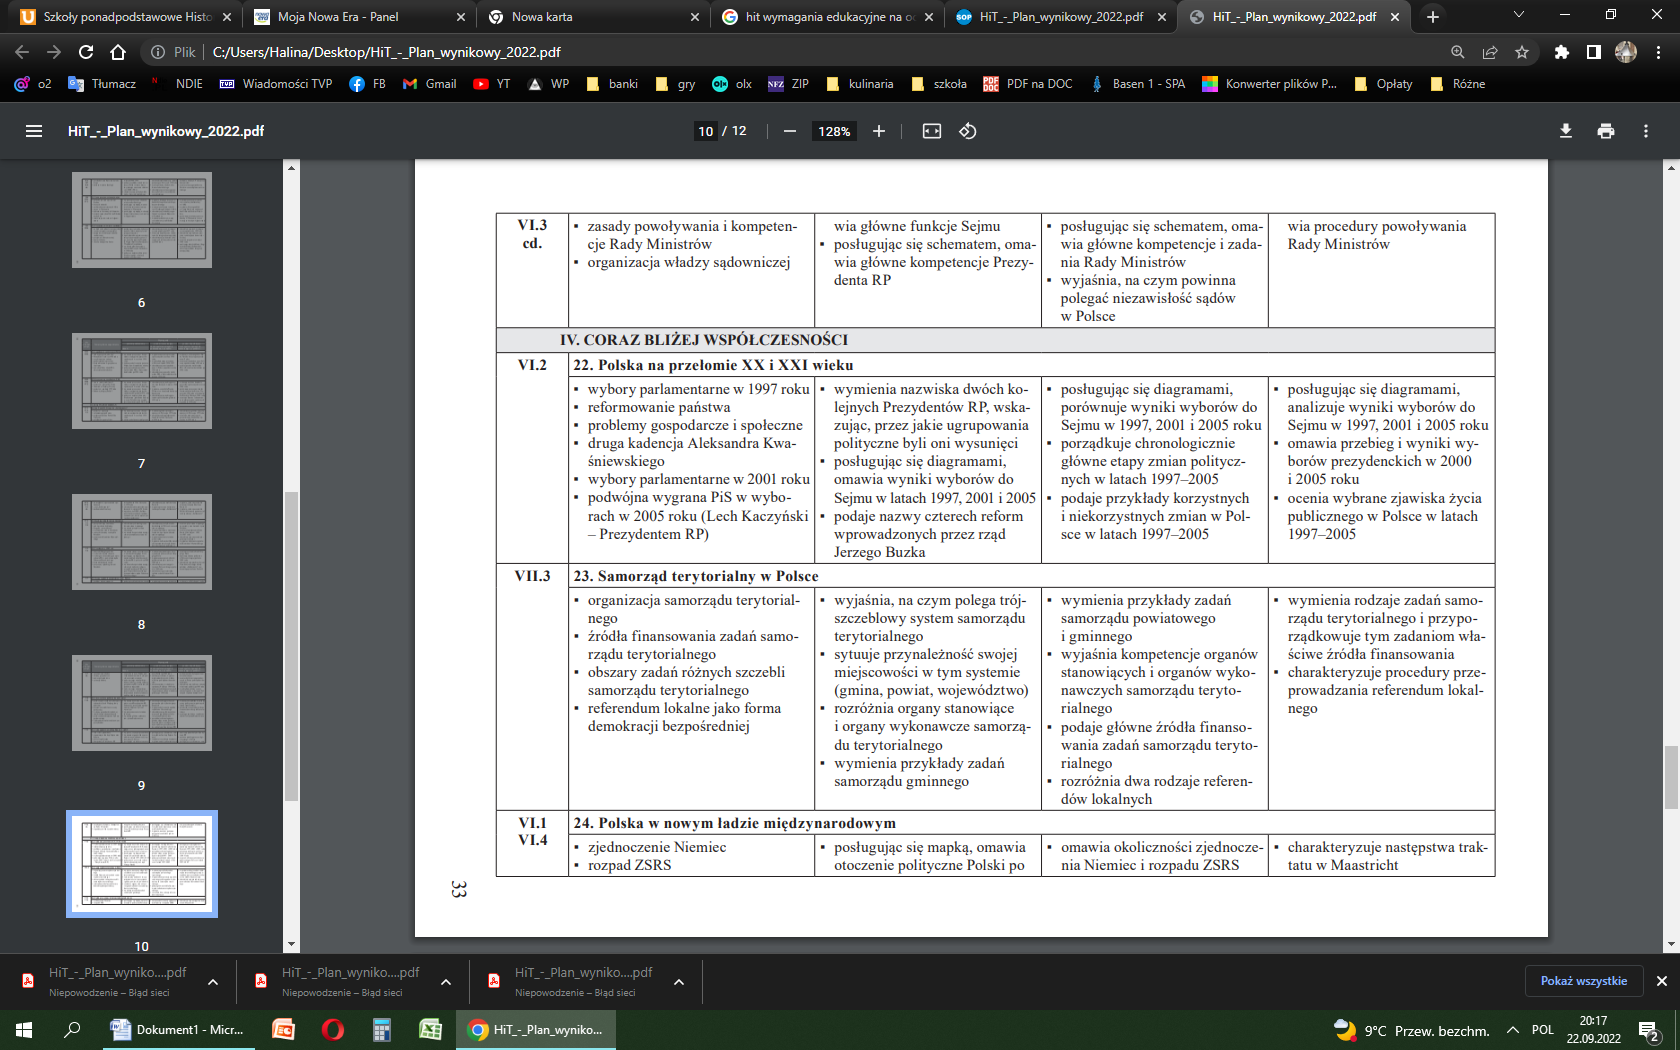 Szkoły ponadpodstawowe Histo
Moja Nowa Era - Panel
Nowa karta
hit wymagania edukacyjne na oc
HiT_-_Plan_wynikowy_2022.pdf
HiT_-_Plan_wynikowy_2022.pdf
Plik
C:/Users/Halina/Desktop/HiT_-_Plan_wynikowy_2022.pdf
o2
Tłumacz
NDIE
Wiadomości TVP
FB
Gmail
YT
WP
banki
gry
olx
ZIP
kulinaria
szkoła
PDF na DOC
Basen 1 - SPA
Konwerter plików P...
Opłaty
Różne
HiT_-_Plan_wynikowy_2022.pdf
10 / 12
128%
6
7
8
9
10
VI.3
cd.
▪ zasady powoływania i kompeten-
cje Rady Ministrów
▪ organizacja władzy sądowniczej
wia główne funkcje Sejmu
▪ posługując się schematem, oma-
wia główne kompetencje Prezy-
denta RP
▪ posługując się schematem, oma-
wia główne kompetencje i zada-
nia Rady Ministrów
▪ wyjaśnia, na czym powinna
polegać niezawisłość sądów
w Polsce
wia procedury powoływania
Rady Ministrów
IV. CORAZ BLIŻEJ WSPÓŁCZESNOŚCI
VI.2
22. Polska na przełomie XX i XXI wieku
▪ wybory parlamentarne w 1997 roku
▪ reformowanie państwa
▪ problemy gospodarcze i społeczne
▪ druga kadencja Aleksandra Kwa-
śniewskiego
▪ wybory parlamentarne w 2001 roku
▪ podwójna wygrana PiS w wybo-
rach w 2005 roku (Lech Kaczyński
– Prezydentem RP)
▪ wymienia nazwiska dwóch ko-
lejnych Prezydentów RP, wska-
zując, przez jakie ugrupowania
polityczne byli oni wysunięci
▪ posługując się diagramami,
omawia wyniki wyborów do
Sejmu w latach 1997, 2001 i 2005
▪ podaje nazwy czterech reform
wprowadzonych przez rząd
Jerzego Buzka
▪ posługując się diagramami,
porównuje wyniki wyborów do
Sejmu w 1997, 2001 i 2005 roku
▪ porządkuje chronologicznie
główne etapy zmian politycz-
nych w latach 1997–2005
▪ podaje przykłady korzystnych
i niekorzystnych zmian w Pol-
sce w latach 1997–2005
▪ posługując się diagramami,
analizuje wyniki wyborów do
Sejmu w 1997, 2001 i 2005 roku
▪ omawia przebieg i wyniki wy-
borów prezydenckich w 2000
i 2005 roku
▪ ocenia wybrane zjawiska życia
publicznego w Polsce w latach
1997–2005
VII.3
23. Samorząd terytorialny w Polsce
▪ organizacja samorządu terytorial-
nego
▪ źródła finansowania zadań samo-
rządu terytorialnego
▪ obszary zadań różnych szczebli
samorządu terytorialnego
▪ referendum lokalne jako forma
demokracji bezpośredniej
▪ wyjaśnia, na czym polega trój-
szczeblowy system samorządu
terytorialnego
▪ sytuuje przynależność swojej
miejscowości w tym systemie
(gmina, powiat, województwo)
▪ rozróżnia organy stanowiące
i organy wykonawcze samorzą-
du terytorialnego
▪ wymienia przykłady zadań
samorządu gminnego
▪ wymienia przykłady zadań
samorządu powiatowego
i gminnego
▪ wyjaśnia kompetencje organów
stanowiących i organów wyko-
nawczych samorządu teryto-
rialnego
▪ podaje główne źródła finanso-
wania zadań samorządu teryto-
rialnego
▪ rozróżnia dwa rodzaje referen-
dów lokalnych
▪ wymienia rodzaje zadań samo-
rządu terytorialnego i przypo-
rządkowuje tym zadaniom wła-
ściwe źródła finansowania
▪ charakteryzuje procedury prze-
prowadzania referendum lokal-
nego
VI.1
VI.4
24. Polska w nowym ładzie międzynarodowym
▪ zjednoczenie Niemiec
▪ rozpad ZSRS
▪ posługując się mapką, omawia
otoczenie polityczne Polski po
▪ omawia okoliczności zjednocze-
nia Niemiec i rozpadu ZSRS
▪ charakteryzuje następstwa trak-
tatu w Maastricht
33
HiT_-_Plan_wyniko....pdf
Niepowodzenie – Błąd sieci
HiT_-_Plan_wyniko....pdf
Niepowodzenie – Błąd sieci
HiT_-_Plan_wyniko....pdf
Niepowodzenie – Błąd sieci
Pokaż wszystkie
Dokument1 - Micr...
HiT_-_Plan_wyniko...
9°C Przew. bezchm.
POL
20:17
22.09.2022
2